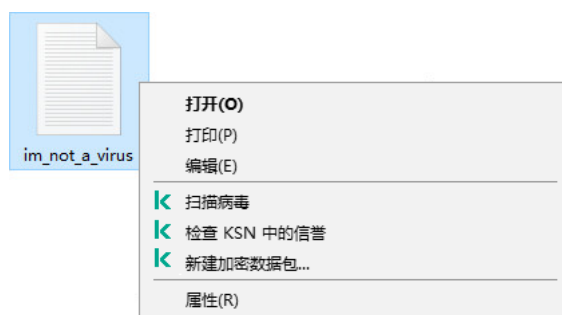 im_not_a_virus
打开(O)
打印(P)
编辑(E)
扫描病毒
检查 KSN 中的信誉
新建加密数据包...
属性(R)